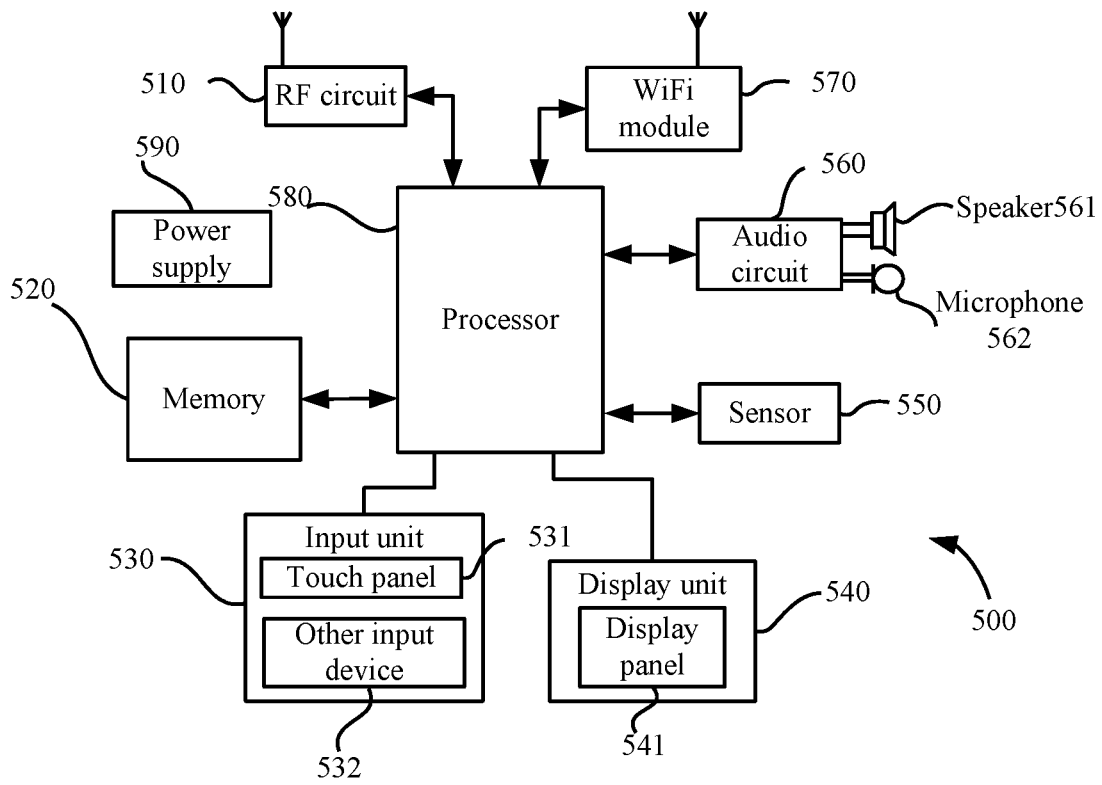 510
RF circuit
WiFi
module
570
590
Power
supply
580
Processor
560
Audio
circuit
Speaker561
Microphone
562
520
Memory
Sensor
550
530
Input unit
531
Touch panel
Other input
device
532
Display unit
540
Display
panel
541
500